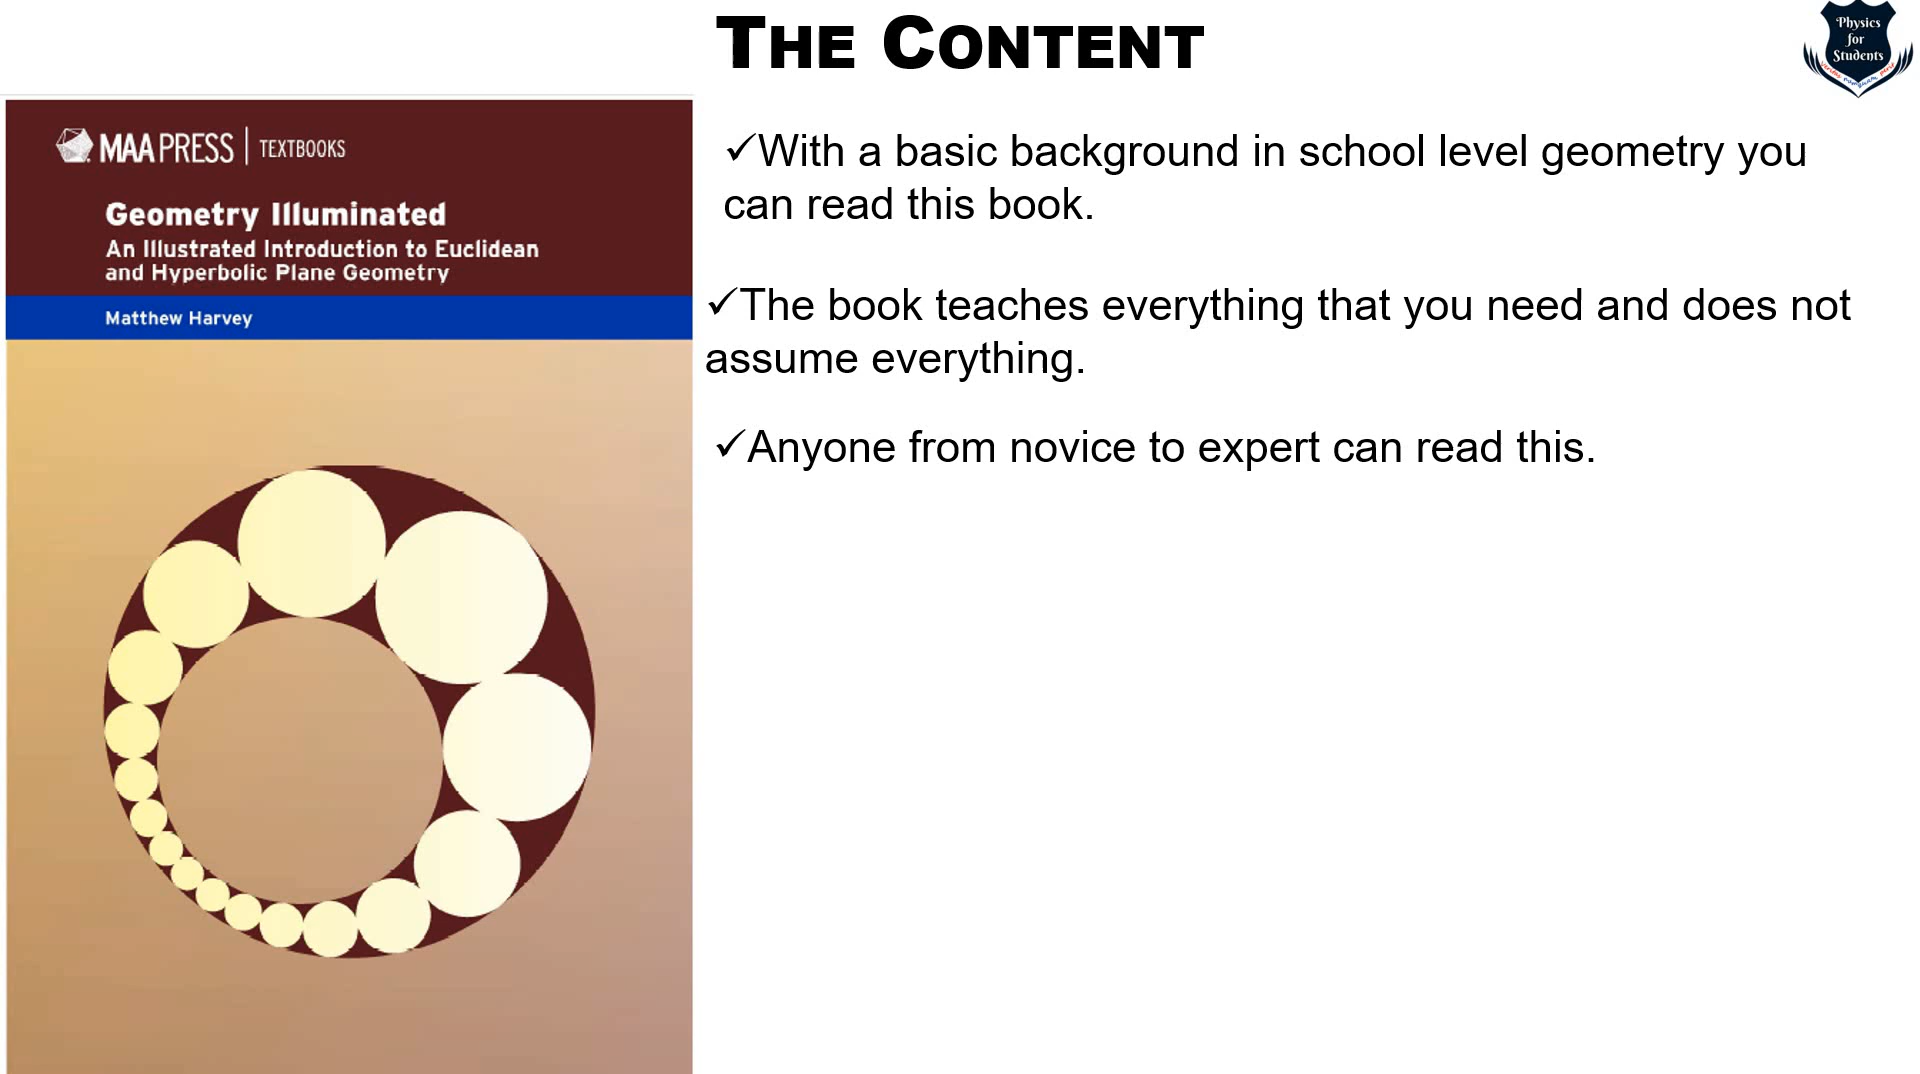 THE CONTENT
Physics
for
Students
MAA PRESS | TEXTBOOKS
Geometry Illuminated
An Illustrated Introduction to Euclidean
and Hyperbolic Plane Geometry
Matthew Harvey
✓With a basic background in school level geometry you
can read this book.
✓The book teaches everything that you need and does not
assume everything.
✓Anyone from novice to expert can read this.